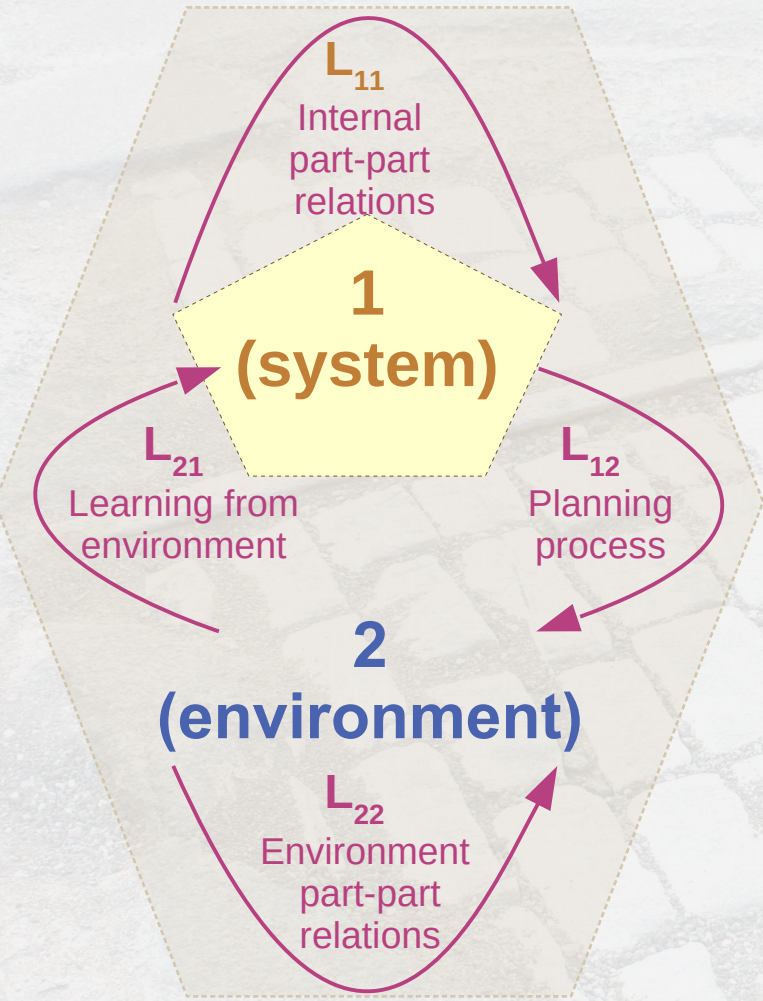 L₁₁
Internal
part-part
relations
1
(system)
L₂₁
Learning from
environment
L₁₂
Planning
process
2
(environment)
L₂₂
Environment
part-part
relations